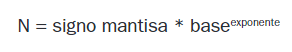 N = signo mantisa * base^exponente